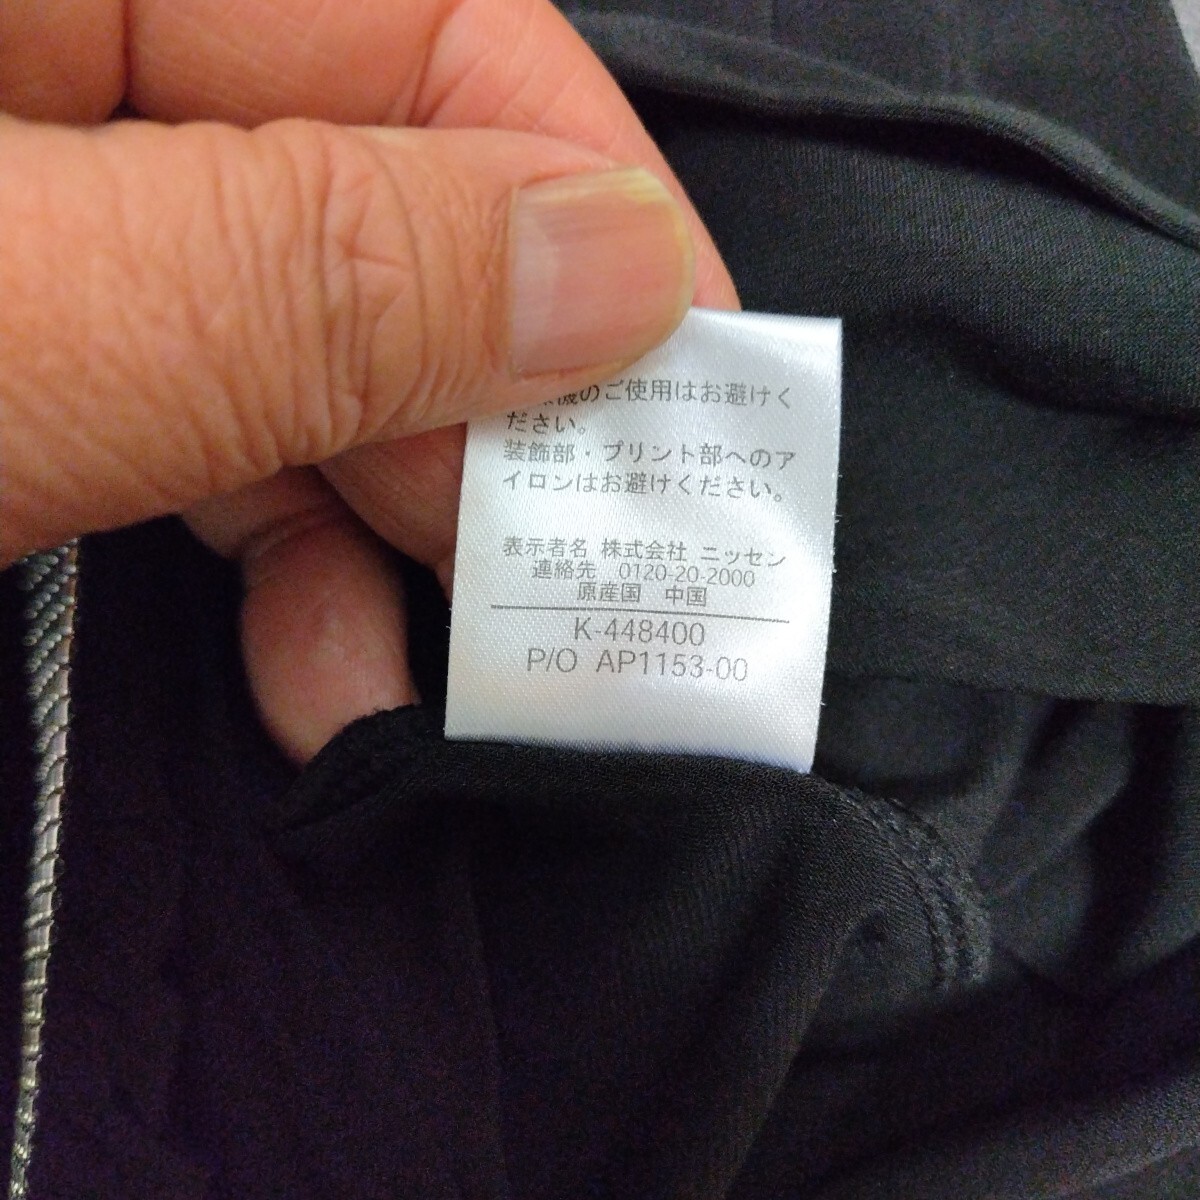 機のご使用はお避けく
ださい。
装飾部・プリント部へのア
イロンはお避けください。
表示者名 株式会社 ニッセン
連絡先 0120-20-2000
原産国 中国
K-448400
P/O AP1153-00